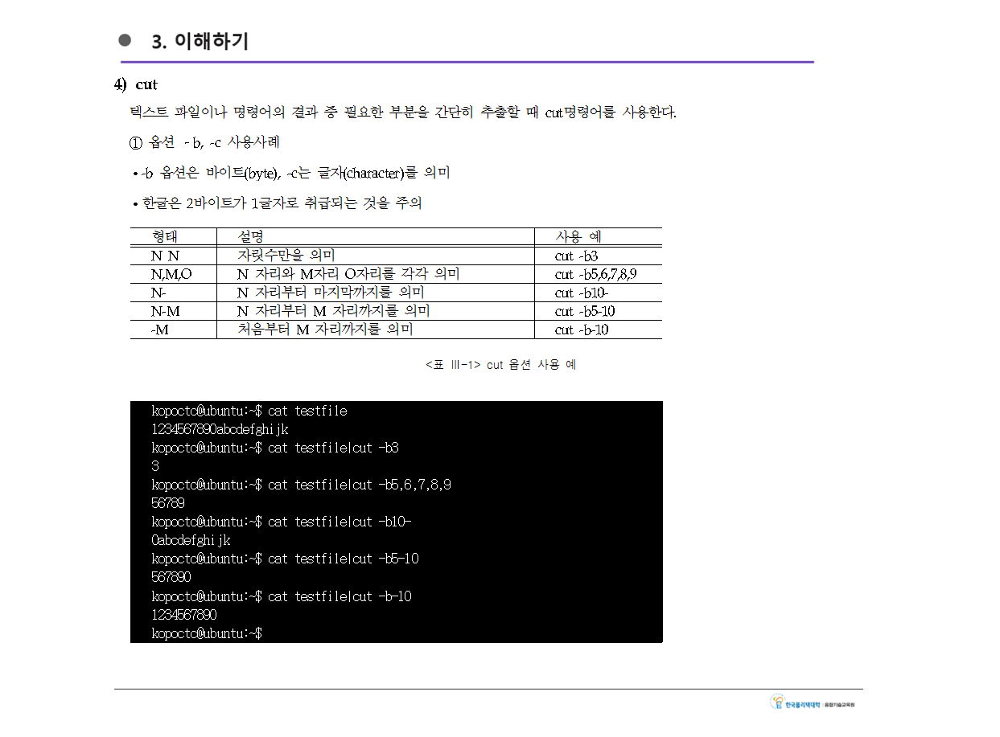 ● 3. 이해하기
4) cut
텍스트 파일이나 명령어의 결과 중 필요한 부분을 간단히 추출할 때 cut명령어를 사용한다.
① 옵션 -b, -c 사용사례
• -b 옵션은 바이트(byte), -c는 글자(character)를 의미
• 한글은 2바이트가 1글자로 취급되는 것을 주의
형태 설명 사용 예
N N 자릿수만을 의미 cut -b3
N,M,O N 자리와 M자리 O자리를 각각 의미 cut -b5,6,7,8,9
N- N 자리부터 마지막까지를 의미 cut -b10-
N-M N 자리부터 M 자리까지를 의미 cut -b5-10
-M 처음부터 M 자리까지를 의미 cut -b-10
<표 III-1> cut 옵션 사용 예
kopoctc@ubuntu:~$ cat testfile
1234567890abcdefghijk
kopoctc@ubuntu:~$ cat testfile|cut -b3
3
kopoctc@ubuntu:~$ cat testfile|cut -b5,6,7,8,9
56789
kopoctc@ubuntu:~$ cat testfile|cut -b10-
0abcdefghijk
kopoctc@ubuntu:~$ cat testfile|cut -b5-10
567890
kopoctc@ubuntu:~$ cat testfile|cut -b-10
1234567890
kopoctc@ubuntu:~$
한국폴리텍대학 | 융합기술교육원